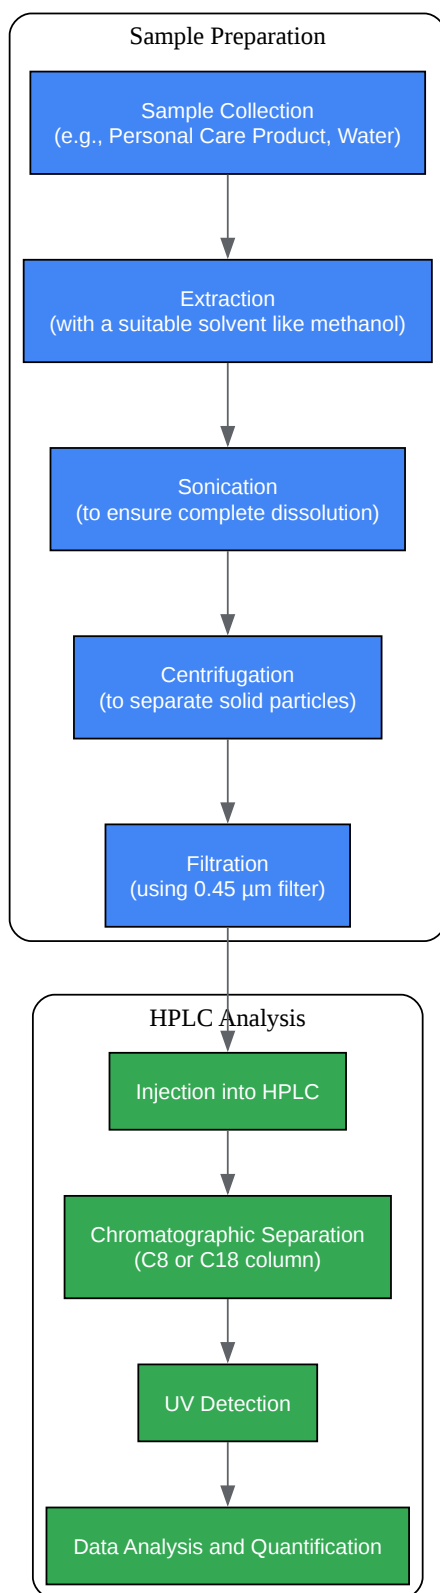 Sample Preparation
Sample Collection
(e.g., Personal Care Product, Water)
Extraction
(with a suitable solvent like methanol)
Sonication
(to ensure complete dissolution)
Centrifugation
(to separate solid particles)
Filtration
(using 0.45 µm filter)
HPLC Analysis
Injection into HPLC
Chromatographic Separation
(C8 or C18 column)
UV Detection
Data Analysis and Quantification